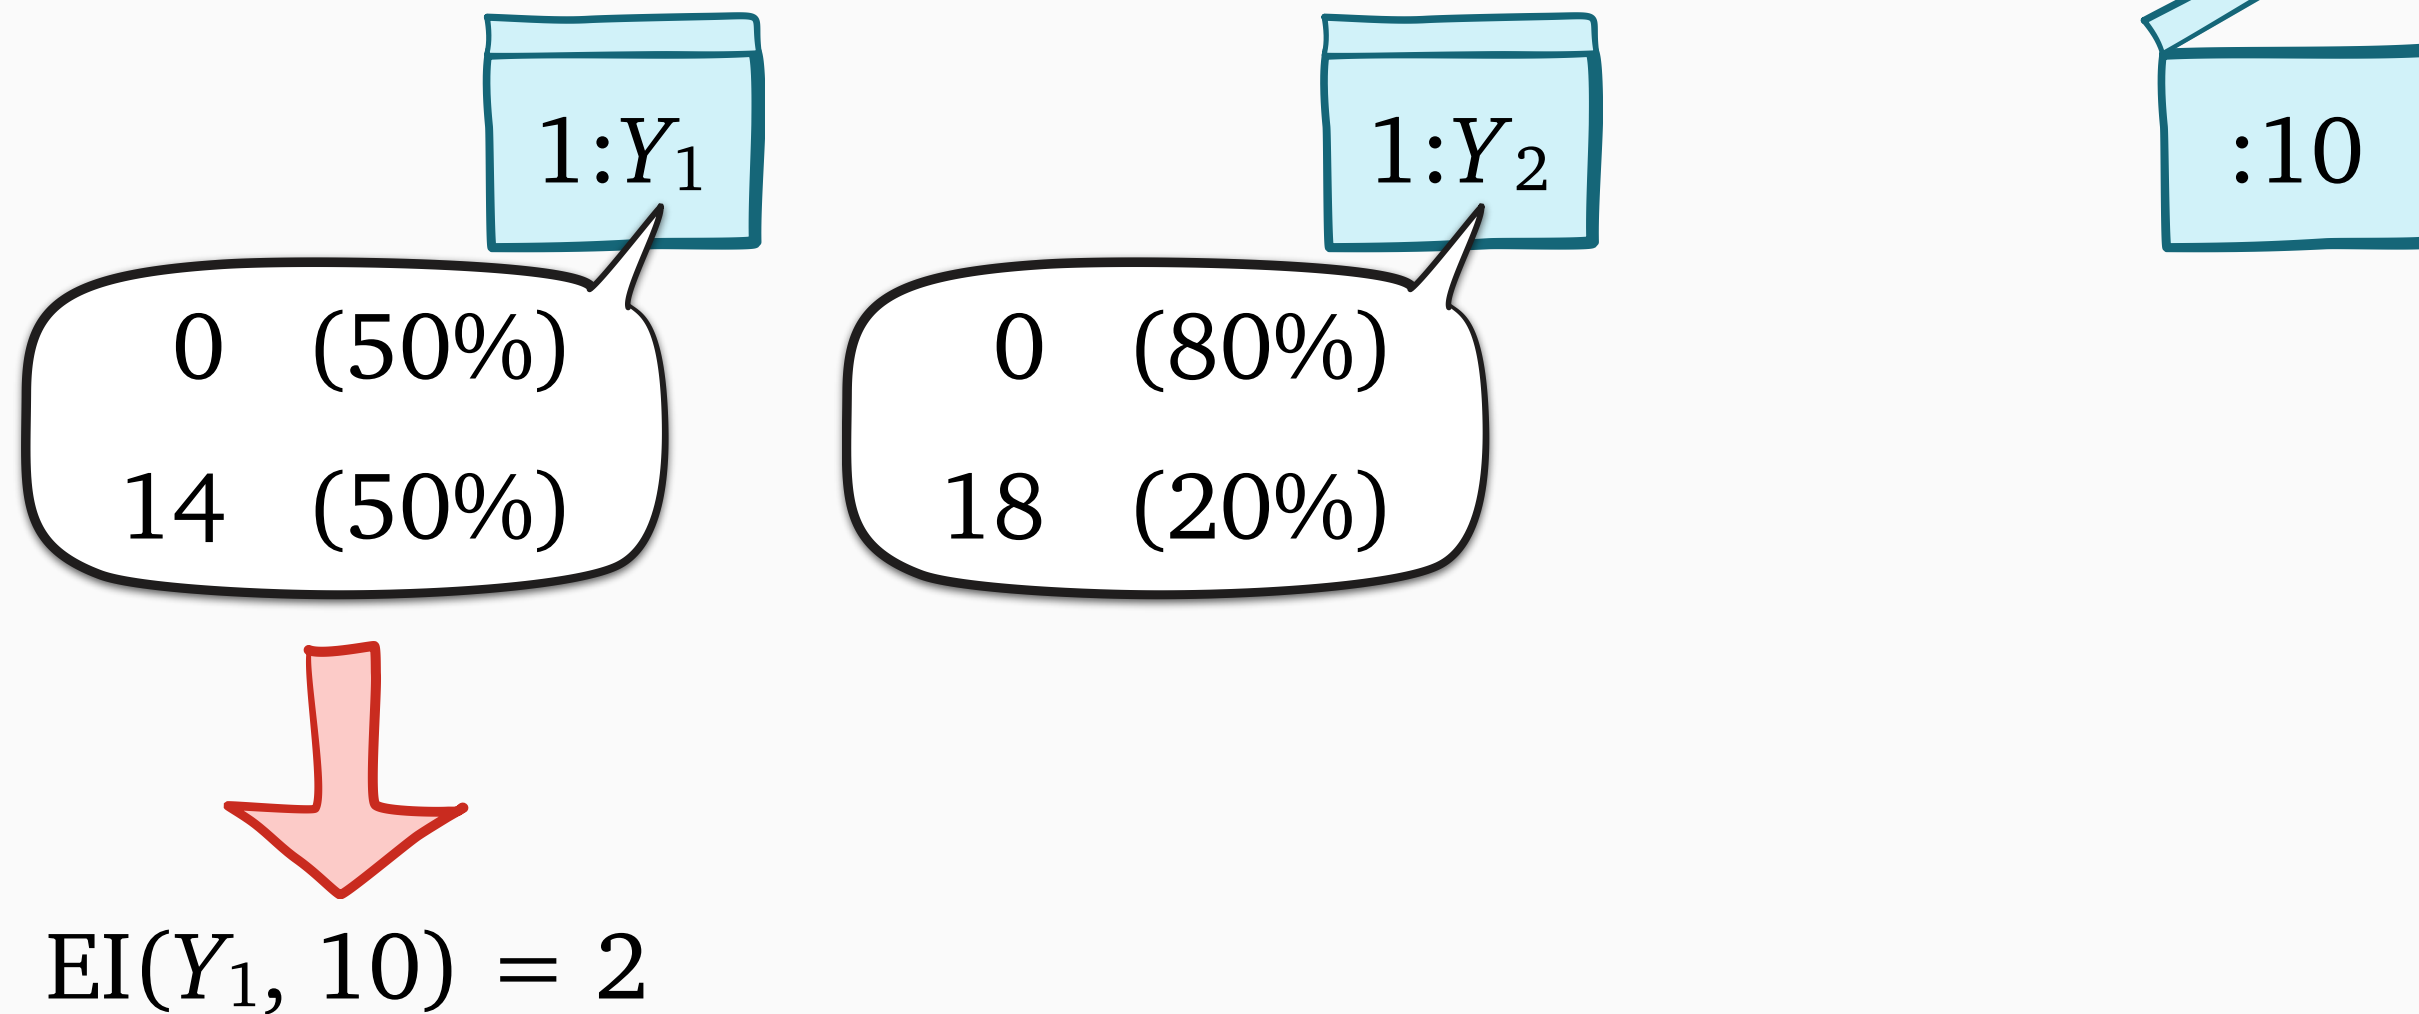 1:Y₁
1:Y₂
:10
0 (50%)
14 (50%)
0 (80%)
18 (20%)
EI(Y₁, 10) = 2